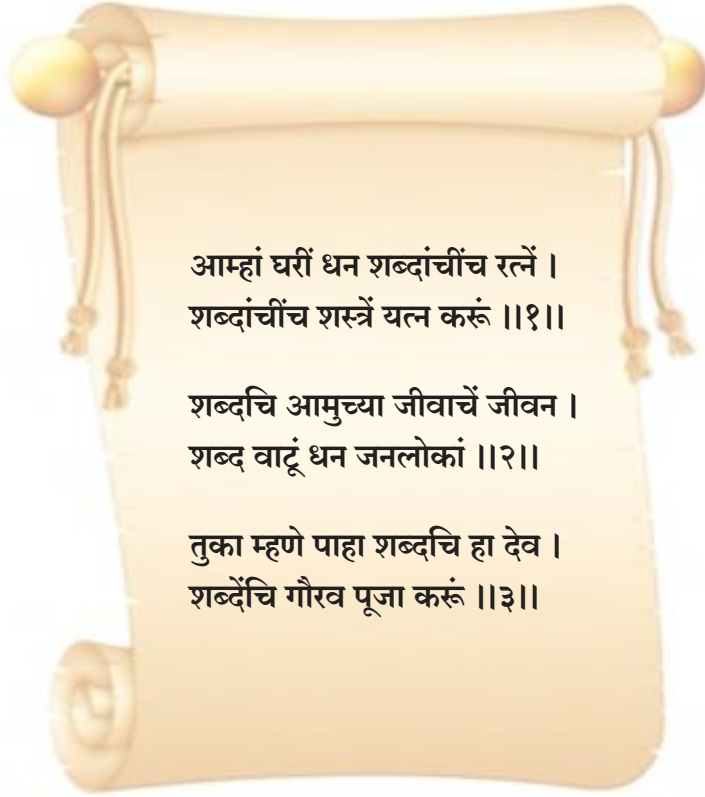 आम्हां घरीं धन शब्दांचींच रत्नें ।
शब्दांचींच शस्त्रें यत्न करूं ।।१।।
शब्दचि आमुच्या जीवाचें जीवन ।
शब्द वाटूं धन जनलोकां ।।२।।
तुका म्हणे पाहा शब्दचि हा देव ।
शब्देंचि गौरव पूजा करूं ।।३।।